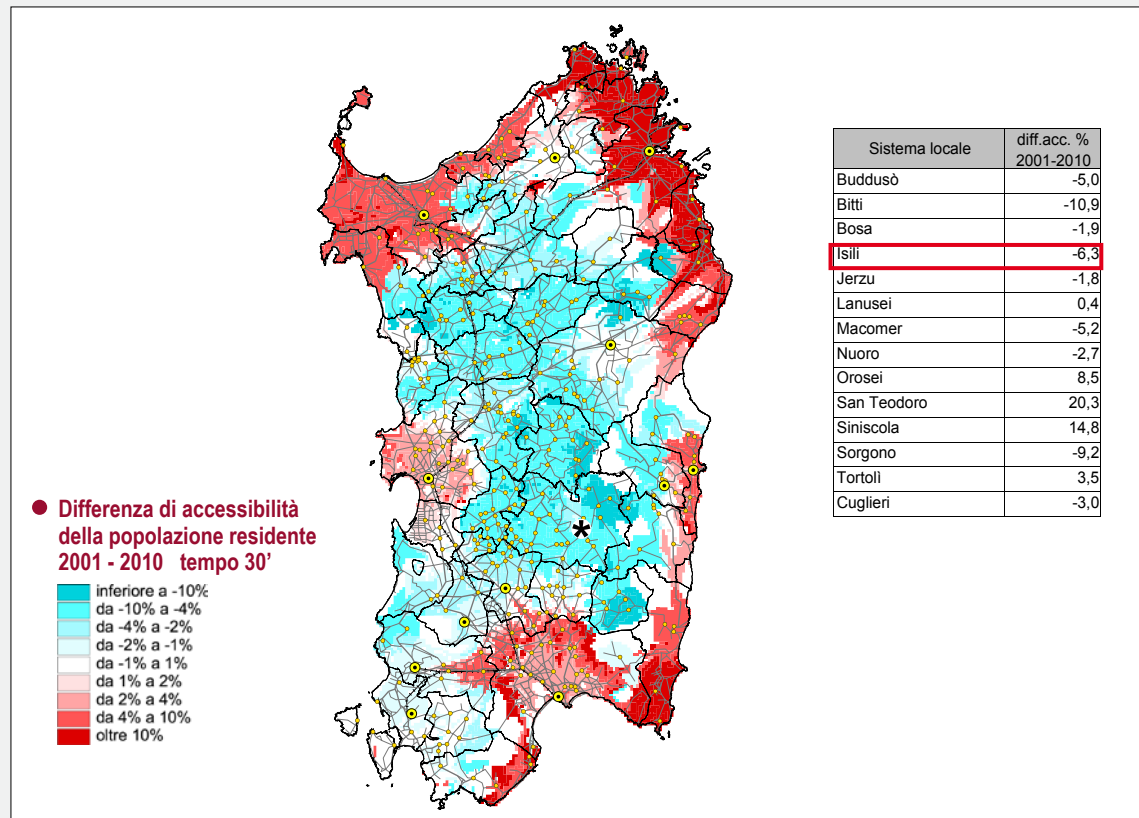 Sistema locale diff.acc. % 2001-2010
Buddusò -5,0
Bitti -10,9
Bosa -1,9
Isili -6,3
Jerzu -1,8
Lanusei 0,4
Macomer -5,2
Nuoro -2,7
Orosei 8,5
San Teodoro 20,3
Siniscola 14,8
Sorgono -9,2
Tortolì 3,5
Cuglieri -3,0
*
● Differenza di accessibilità
della popolazione residente
2001 - 2010 tempo 30'
inferiore a -10%
da -10% a -4%
da -4% a -2%
da -2% a -1%
da -1% a 1%
da 1% a 2%
da 2% a 4%
da 4% a 10%
oltre 10%